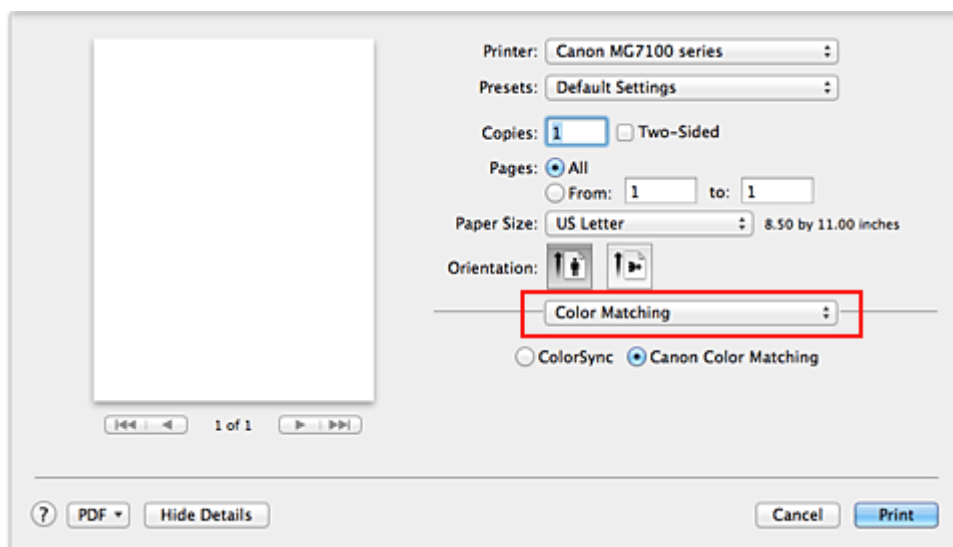 Printer: Canon MG7100 series
Presets: Default Settings
Copies: 1 Two-Sided
Pages: All
From: 1 to: 1
Paper Size: US Letter 8.50 by 11.00 inches
Orientation:
Color Matching
ColorSync Canon Color Matching
1 of 1
? PDF Hide Details Cancel Print